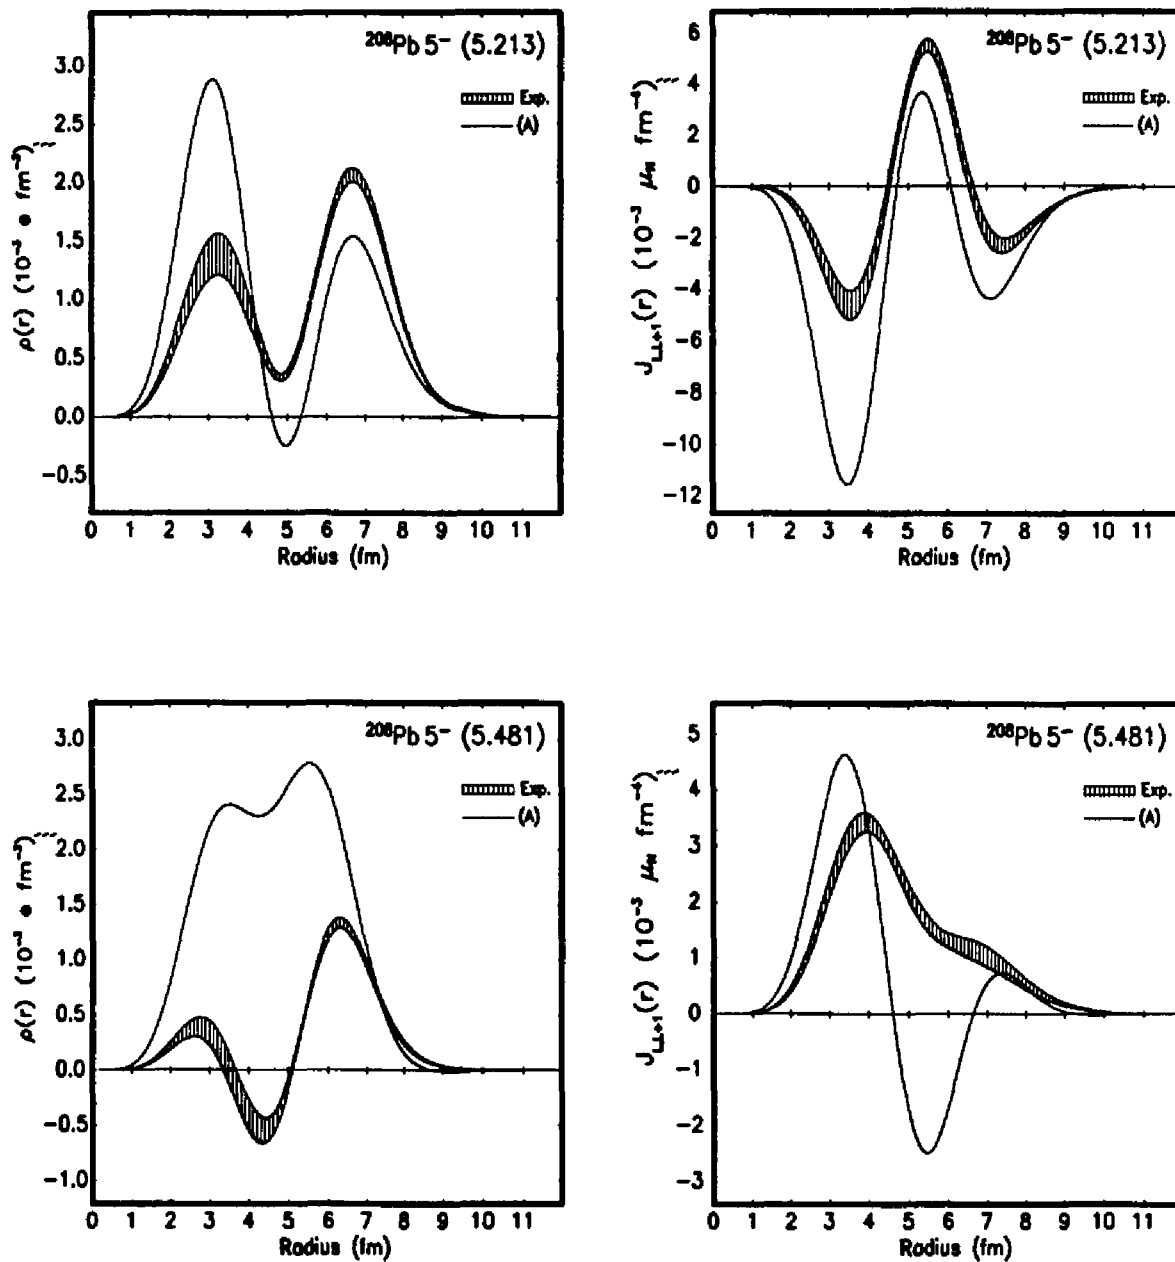 ²⁰⁸Pb 5⁻ (5.213)
Exp.
(A)
ρ(r) (10⁻³ e fm⁻³)
3.0
2.5
2.0
1.5
1.0
0.5
0.0
−0.5
0 1 2 3 4 5 6 7 8 9 10 11
Radius (fm)
²⁰⁸Pb 5⁻ (5.213)
Exp.
(A)
J_{LL+1}(r) (10⁻³ μ_N fm⁻⁴)
6
4
2
0
−2
−4
−6
−8
−10
−12
0 1 2 3 4 5 6 7 8 9 10 11
Radius (fm)
²⁰⁸Pb 5⁻ (5.481)
Exp.
(A)
ρ(r) (10⁻³ e fm⁻³)
3.0
2.5
2.0
1.5
1.0
0.5
0.0
−0.5
−1.0
0 1 2 3 4 5 6 7 8 9 10 11
Radius (fm)
²⁰⁸Pb 5⁻ (5.481)
Exp.
(A)
J_{LL+1}(r) (10⁻³ μ_N fm⁻⁴)
5
4
3
2
1
0
−1
−2
−3
0 1 2 3 4 5 6 7 8 9 10 11
Radius (fm)